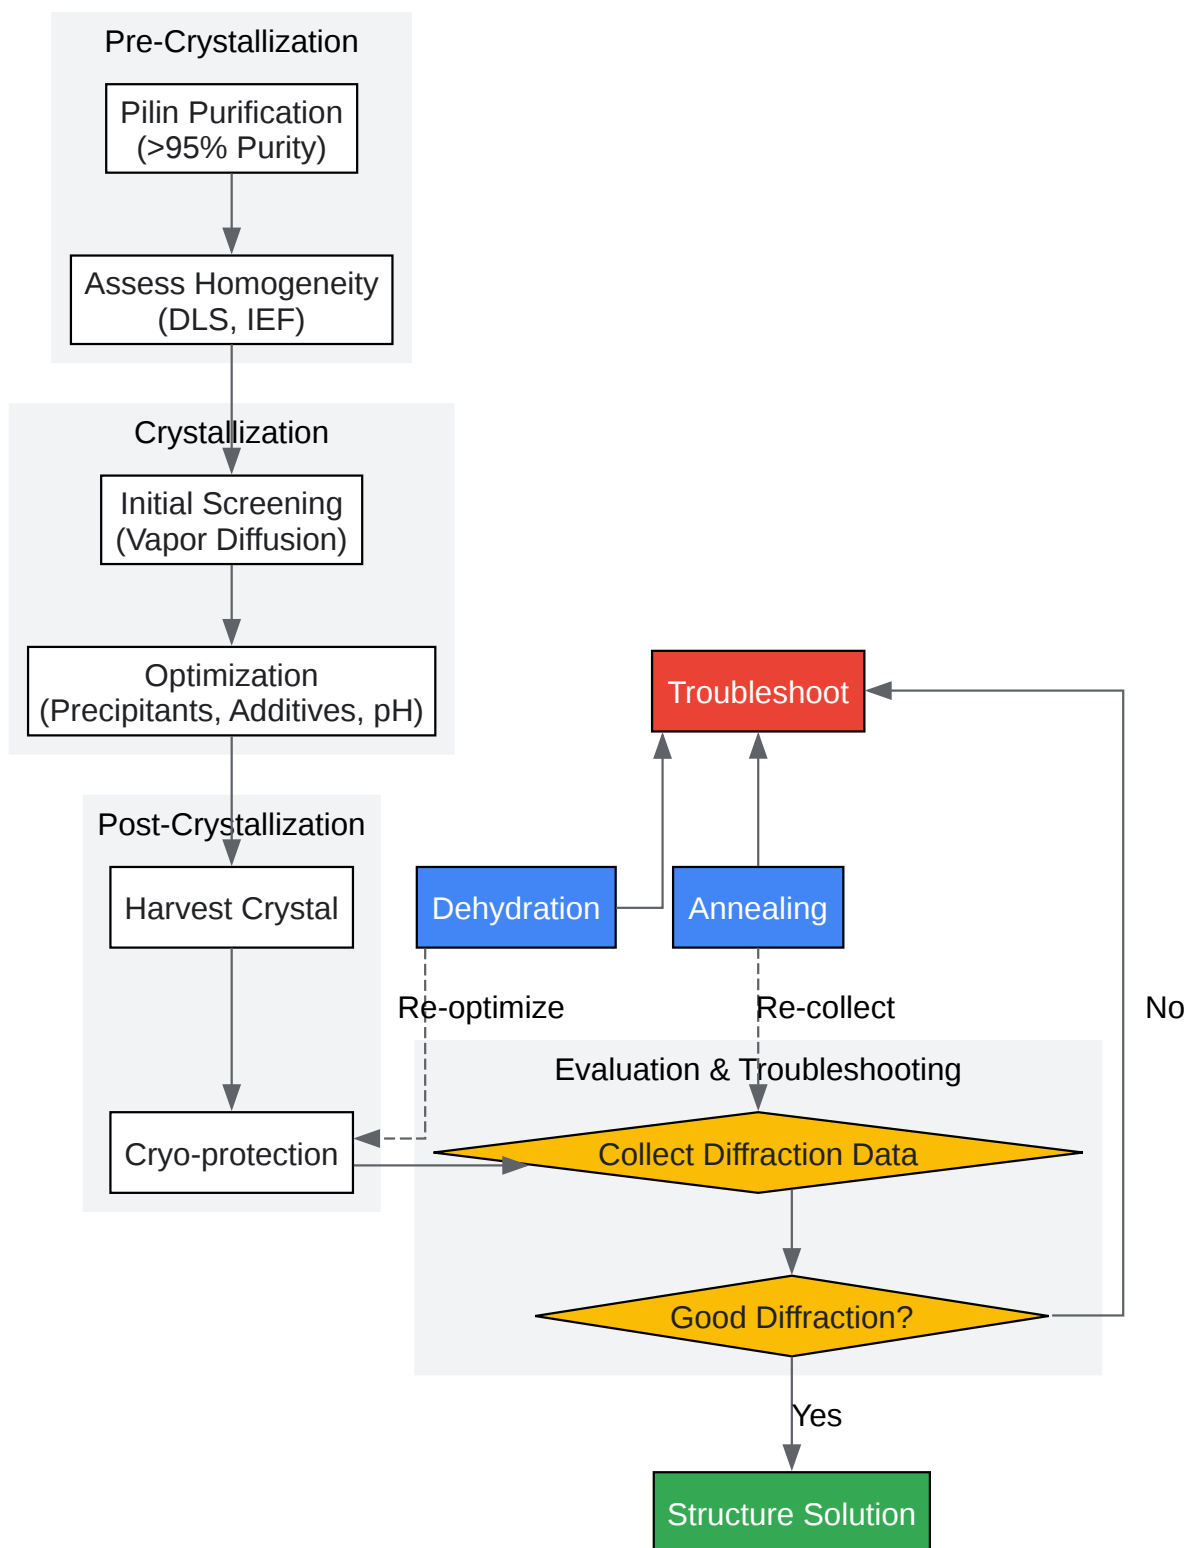 Pre-Crystallization
Pilin Purification
(>95% Purity)
Assess Homogeneity
(DLS, IEF)
Crystallization
Initial Screening
(Vapor Diffusion)
Optimization
(Precipitants, Additives, pH)
Troubleshoot
Post-Crystallization
Harvest Crystal
Dehydration
Annealing
Re-optimize
Re-collect
No
Evaluation & Troubleshooting
Cryo-protection
Collect Diffraction Data
Good Diffraction?
Yes
Structure Solution